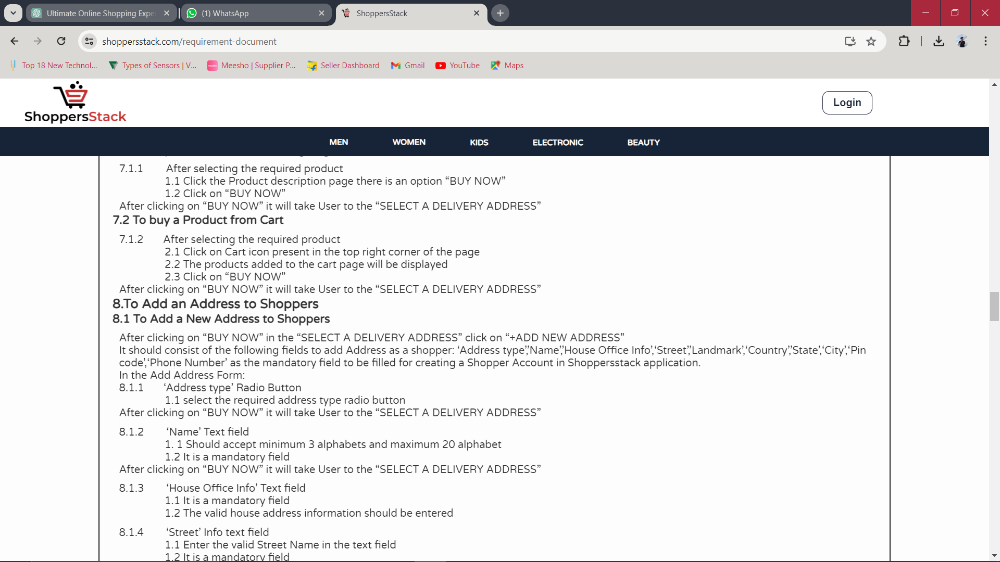 Ultimate Online Shopping Expe
(1) WhatsApp
ShoppersStack
shoppersstack.com/requirement-document
Top 18 New Technol...
Types of Sensors | V...
Meesho | Supplier P...
Seller Dashboard
Gmail
YouTube
Maps
ShoppersStack
Login
MEN
WOMEN
KIDS
ELECTRONIC
BEAUTY
7.1.1 After selecting the required product
1.1 Click the Product description page there is an option “BUY NOW”
1.2 Click on “BUY NOW”
After clicking on “BUY NOW” it will take User to the “SELECT A DELIVERY ADDRESS”
7.2 To buy a Product from Cart
7.1.2 After selecting the required product
2.1 Click on Cart icon present in the top right corner of the page
2.2 The products added to the cart page will be displayed
2.3 Click on “BUY NOW”
After clicking on “BUY NOW” it will take User to the “SELECT A DELIVERY ADDRESS”
8.To Add an Address to Shoppers
8.1 To Add a New Address to Shoppers
After clicking on “BUY NOW” in the “SELECT A DELIVERY ADDRESS” click on “+ADD NEW ADDRESS”
It should consist of the following fields to add Address as a shopper: ‘Address type’,’Name’,’House Office Info’,‘Street’,’Landmark’,‘Country’,’State’,‘City’,‘Pin
code’,‘Phone Number’ as the mandatory field to be filled for creating a Shopper Account in Shoppersstack application.
In the Add Address Form:
8.1.1 ‘Address type’ Radio Button
1.1 select the required address type radio button
After clicking on “BUY NOW” it will take User to the “SELECT A DELIVERY ADDRESS”
8.1.2 ‘Name’ Text field
1. 1 Should accept minimum 3 alphabets and maximum 20 alphabet
1.2 It is a mandatory field
After clicking on “BUY NOW” it will take User to the “SELECT A DELIVERY ADDRESS”
8.1.3 ‘House Office Info’ Text field
1.1 It is a mandatory field
1.2 The valid house address information should be entered
8.1.4 ‘Street’ Info text field
1.1 Enter the valid Street Name in the text field
1.2 It is a mandatory field